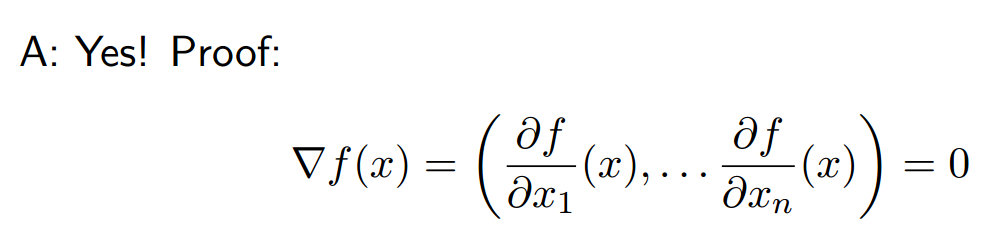 A: Yes! Proof:
∇f(x) = (∂f/∂x₁(x), … ∂f/∂xₙ(x)) = 0